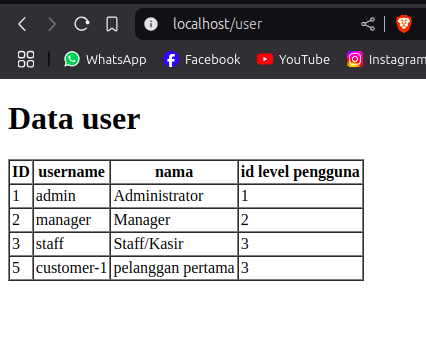 localhost/user
WhatsApp Facebook YouTube Instagram
Data user
ID username nama id level pengguna
1 admin Administrator 1
2 manager Manager 2
3 staff Staff/Kasir 3
5 customer-1 pelanggan pertama 3